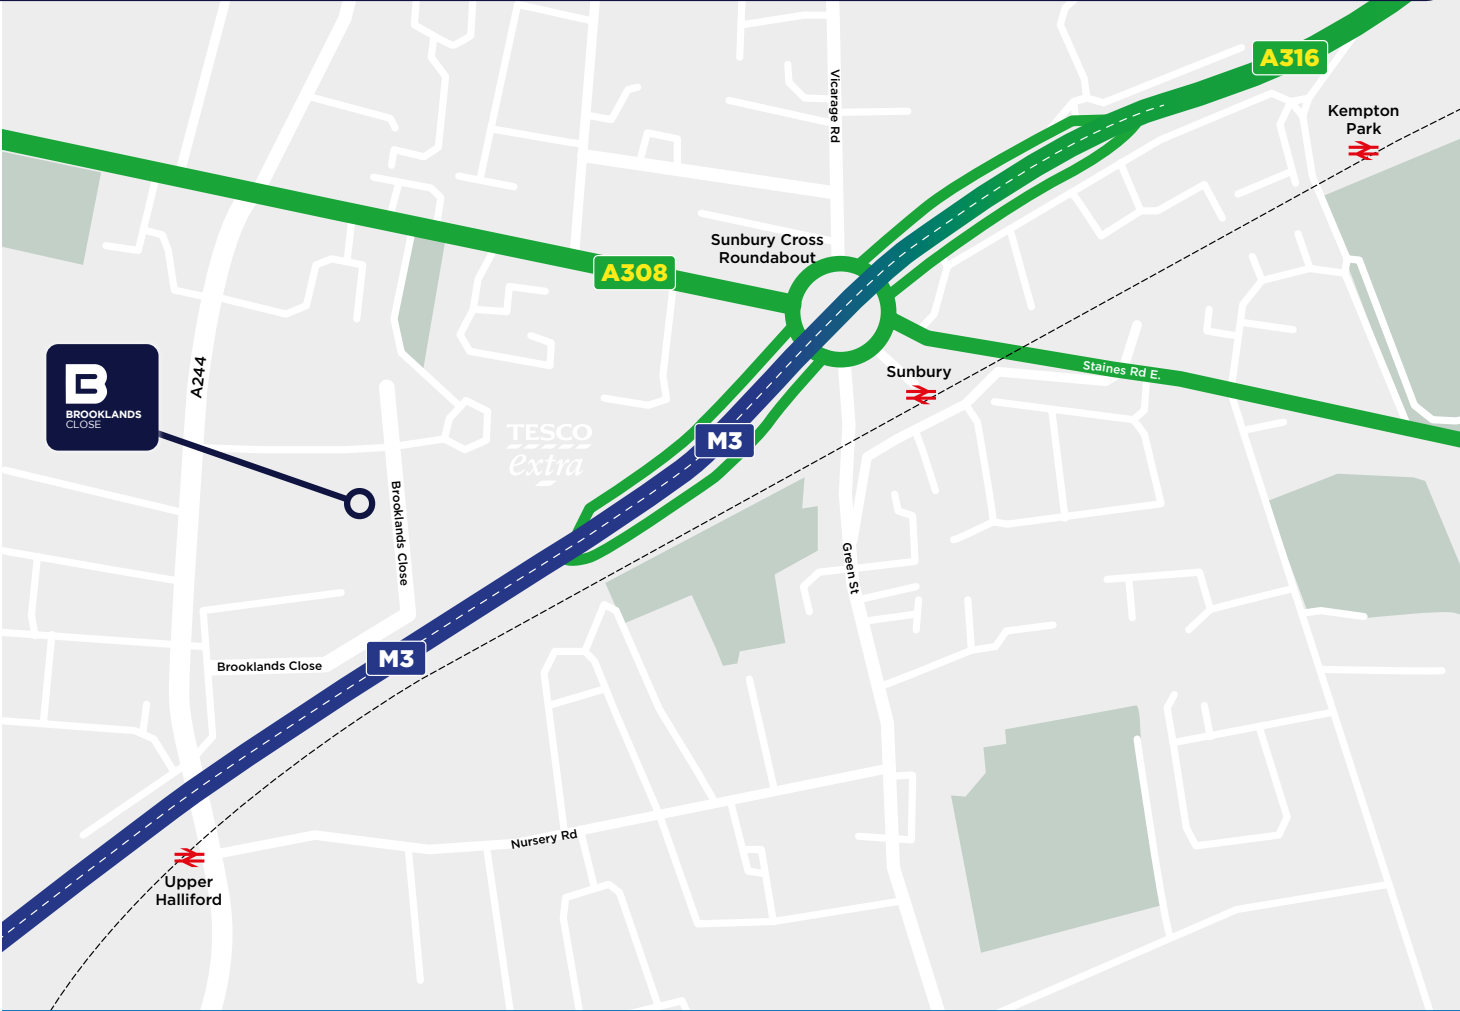 A316
Kempton
Park
Vicarage Rd
Sunbury Cross
Roundabout
A308
A244
B
BROOKLANDS
CLOSE
Sunbury
Staines Rd E.
TESCO
extra
M3
Brooklands Close
Green St
Brooklands Close
M3
Nursery Rd
Upper
Halliford